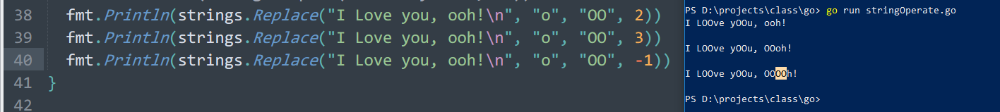 38 fmt.Println(strings.Replace("I Love you, ooh!\n", "o", "OO", 2))
39 fmt.Println(strings.Replace("I Love you, ooh!\n", "o", "OO", 3))
40 fmt.Println(strings.Replace("I Love you, ooh!\n", "o", "OO", -1))
41 }
42
PS D:\projects\class\go> go run stringOperate.go
I LOOve yOOu, ooh!
I LOOve yOOu, OOoh!
I LOOve yOOu, OOOOh!
PS D:\projects\class\go>